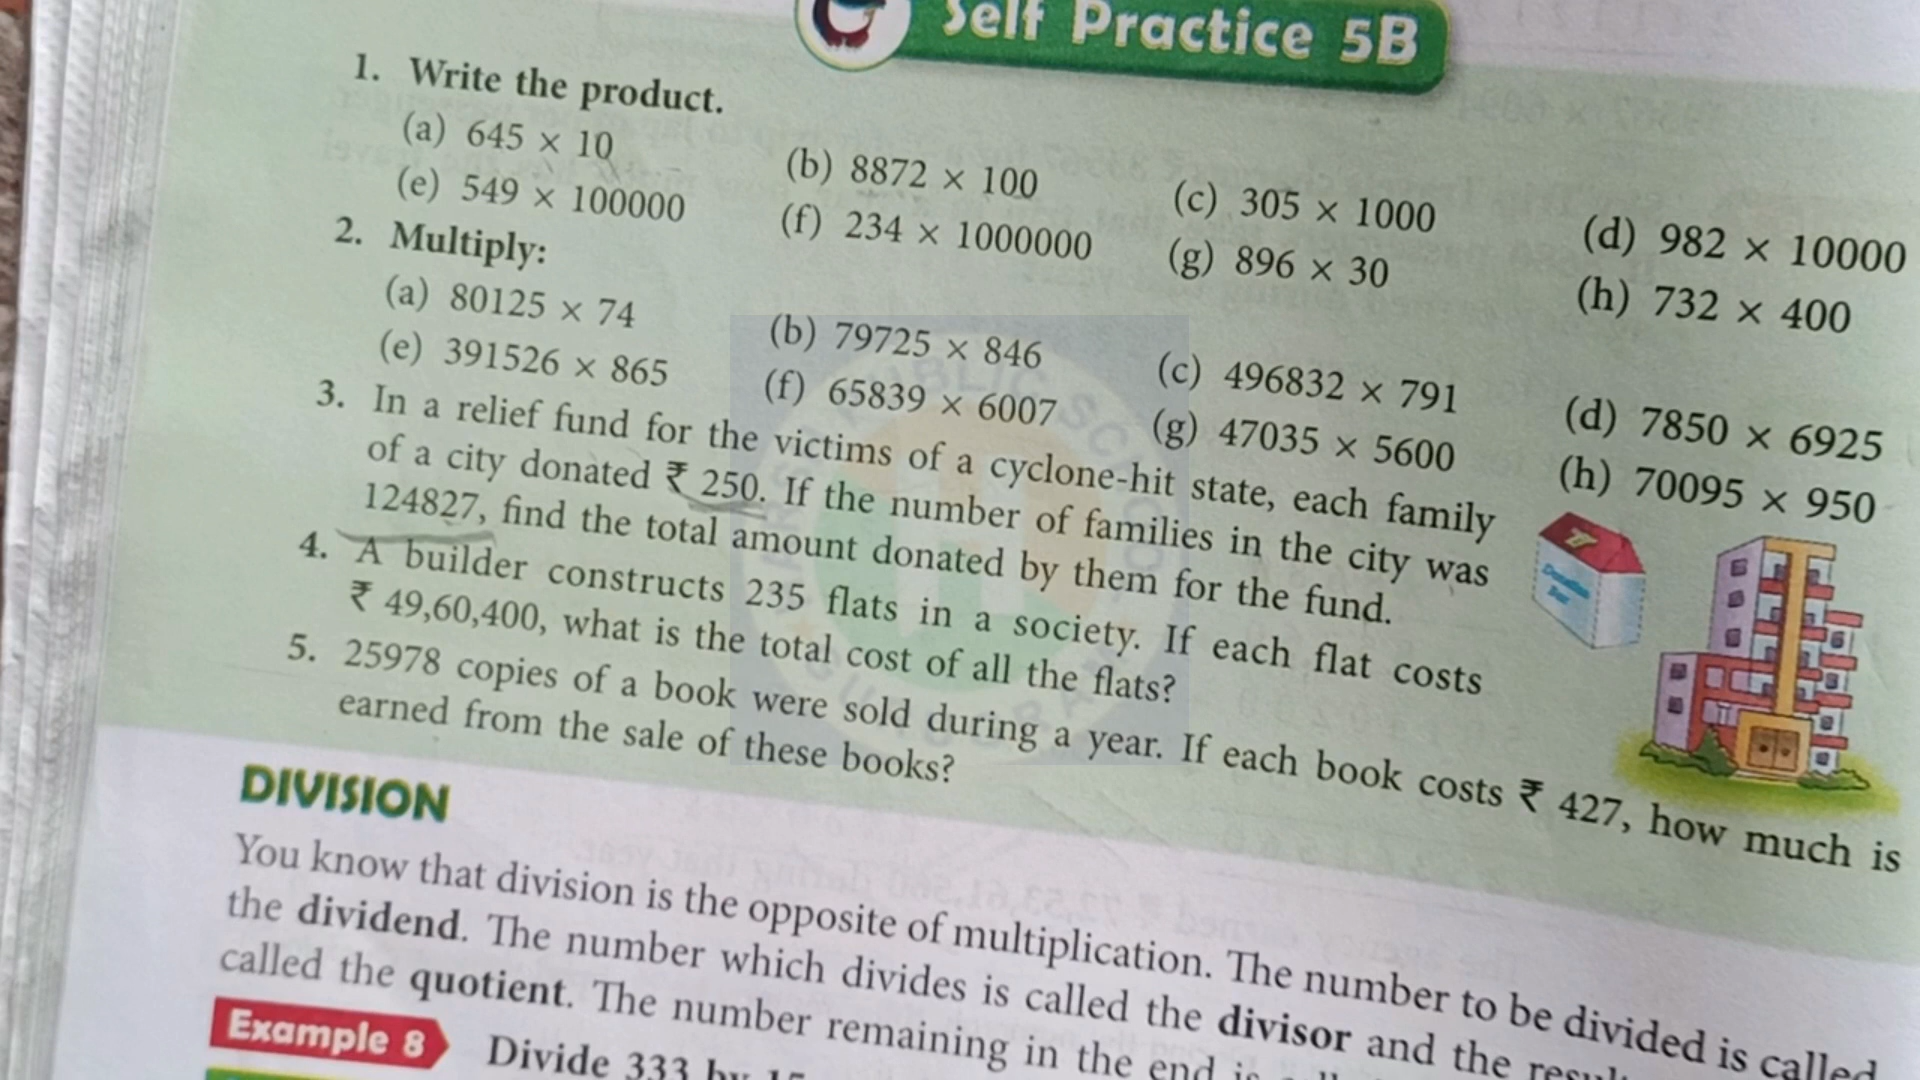 Self Practice 5B
1. Write the product.
(a) 645 × 10 (b) 8872 × 100 (c) 305 × 1000 (d) 982 × 10000
(e) 549 × 100000 (f) 234 × 1000000 (g) 896 × 30 (h) 732 × 400
2. Multiply:
(a) 80125 × 74 (b) 79725 × 846 (c) 496832 × 791 (d) 7850 × 6925
(e) 391526 × 865 (f) 65839 × 6007 (g) 47035 × 5600 (h) 70095 × 950
3. In a relief fund for the victims of a cyclone-hit state, each family
of a city donated ₹ 250. If the number of families in the city was
124827, find the total amount donated by them for the fund.
4. A builder constructs 235 flats in a society. If each flat costs
₹ 49,60,400, what is the total cost of all the flats?
5. 25978 copies of a book were sold during a year. If each book costs ₹ 427, how much is
earned from the sale of these books?
DIVISION
You know that division is the opposite of multiplication. The number to be divided is called
the dividend. The number which divides is called the divisor and the
called the quotient. The number remaining in the end is
Example 8
Divide 333 by 15